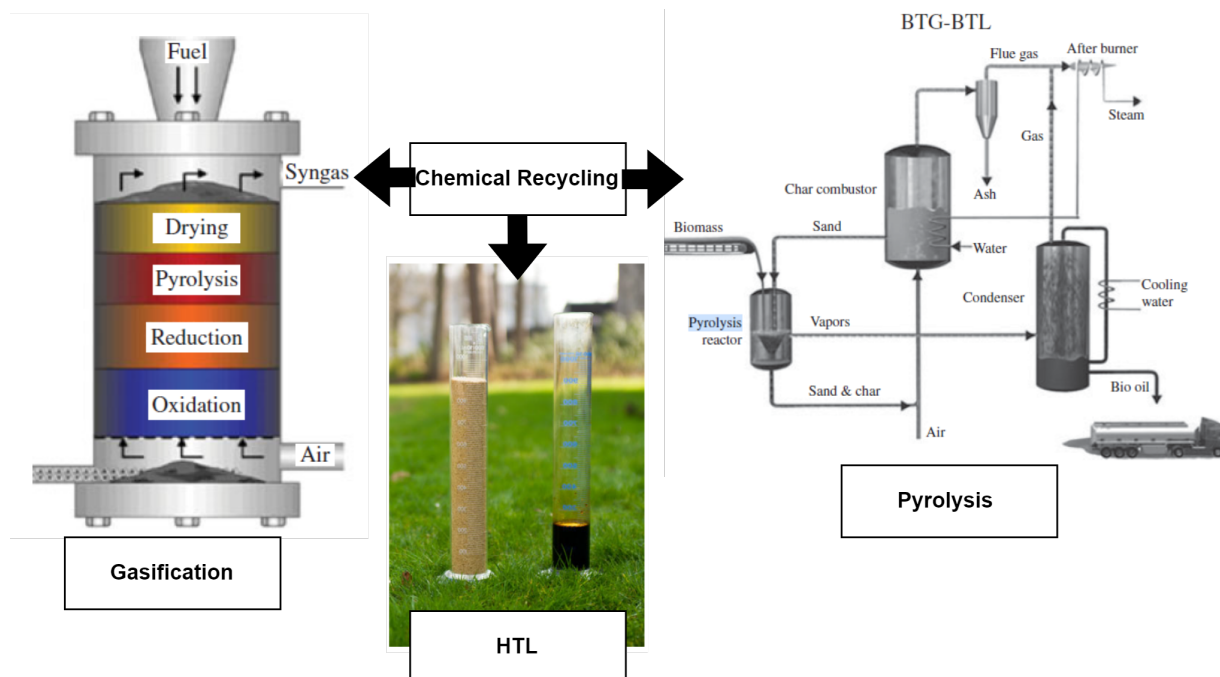 Fuel
Syngas
Drying
Pyrolysis
Reduction
Oxidation
Air
Gasification
Chemical Recycling
HTL
BTG-BTL
Flue gas
After burner
Steam
Gas
Char combustor
Ash
Biomass
Sand
Water
Condenser
Cooling
water
Pyrolysis
reactor
Vapors
Sand & char
Bio oil
Air
Pyrolysis